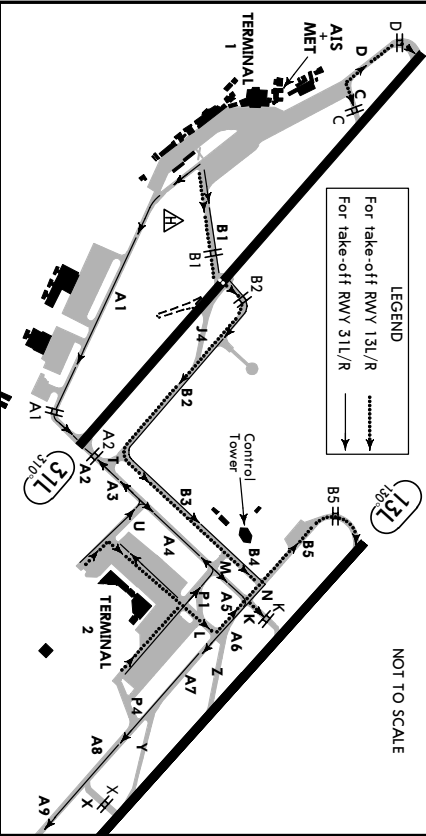 NOT TO SCALE
LEGEND
For take-off RWY 13L/R
For take-off RWY 31L/R
D
D
C
C
AIS
+
MET
TERMINAL
1
H
B1
B1
B2
J4
B2
A1
A1
A2
A2
T
A3
31L
310°
B3
Control
Tower
B4
B5
B5
13L
130°
U
A4
M
N
K
K
A5
A6
P1
L
TERMINAL
2
Z
A7
P4
Y
A8
X
X
A9